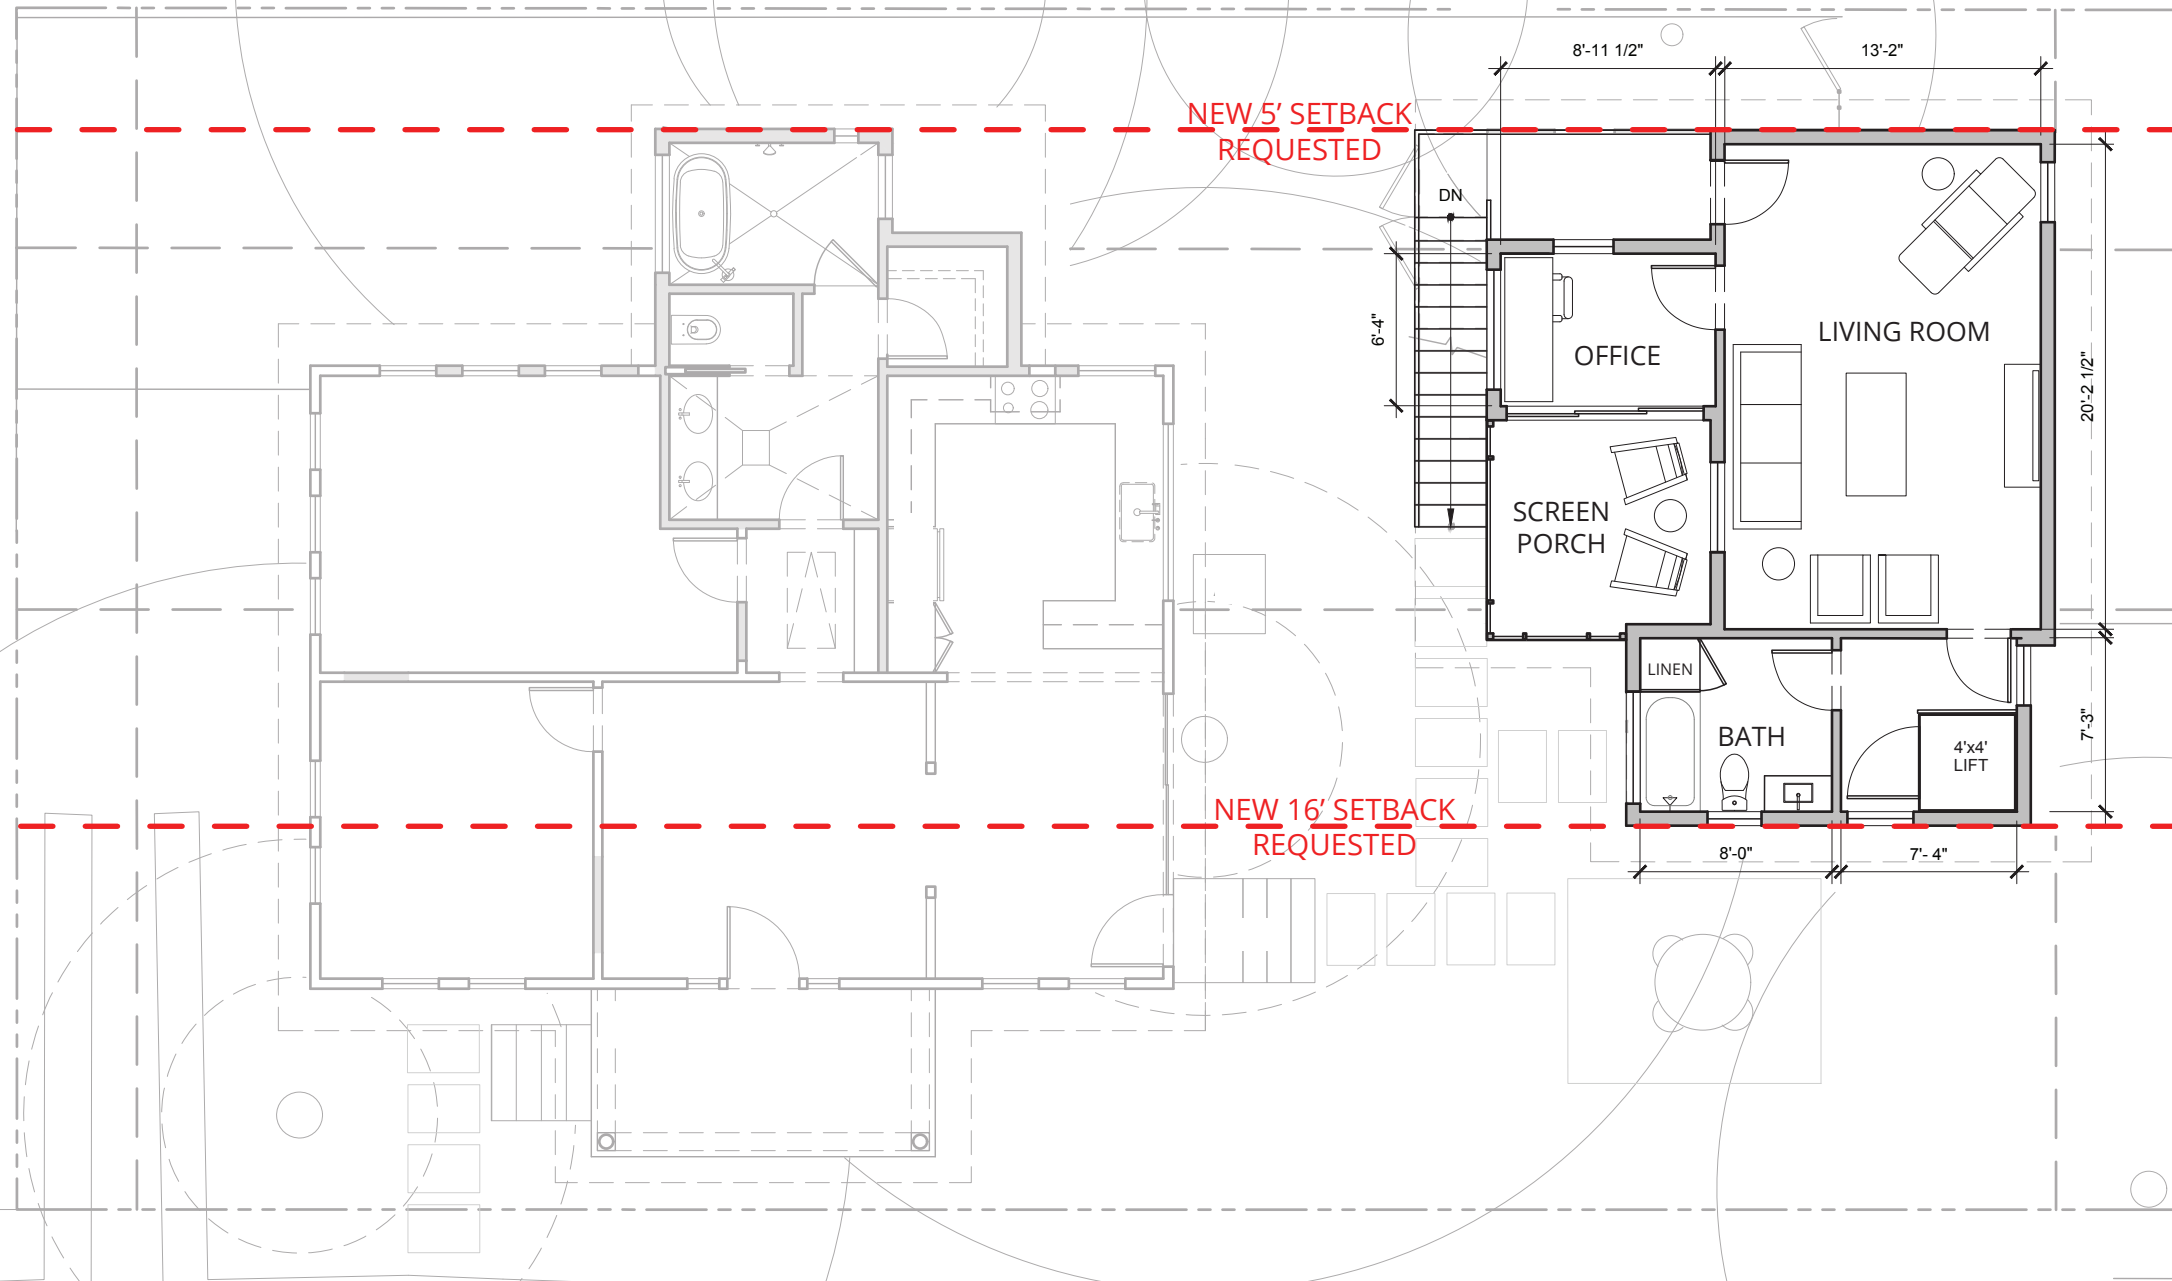 8'-11 1/2"
13'-2"
NEW 5’ SETBACK
REQUESTED
DN
6'-4"
OFFICE
LIVING ROOM
20'-2 1/2"
SCREEN
PORCH
LINEN
BATH
4'x4'
LIFT
7'-3"
NEW 16’ SETBACK
REQUESTED
8'-0"
7'- 4"